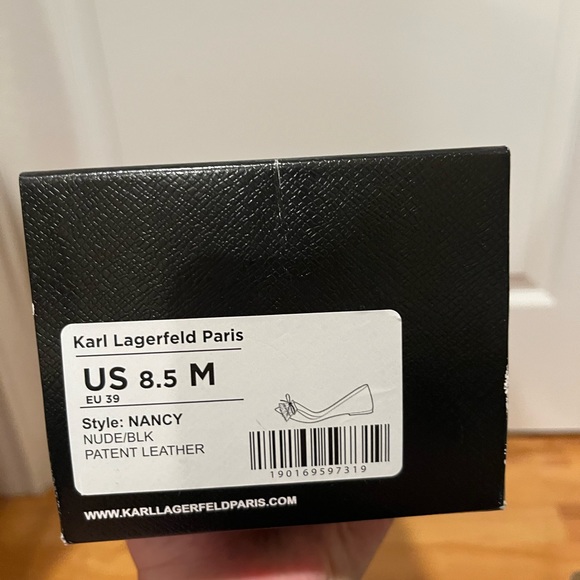 Karl Lagerfeld Paris
US 8.5 M
EU 39
Style: NANCY
NUDE/BLK
PATENT LEATHER
190169597319
WWW.KARLLAGERFELDPARIS.COM